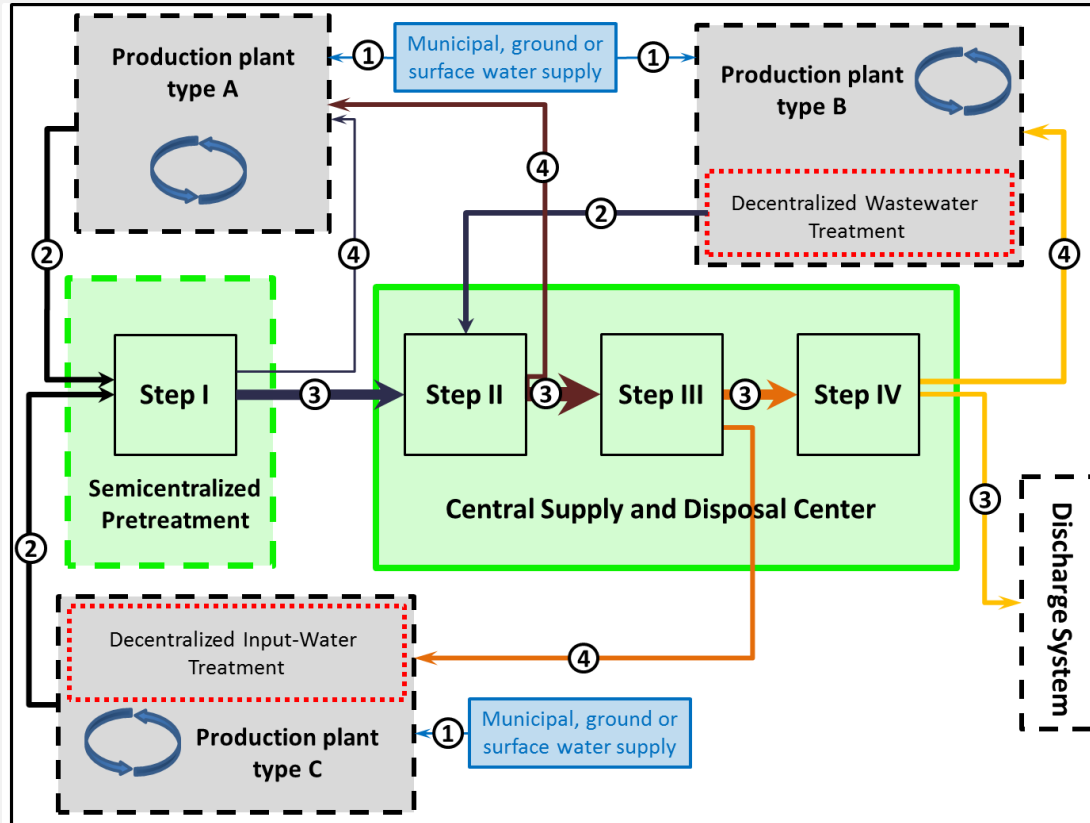 Production plant
type A
1
Municipal, ground or
surface water supply
1
Production plant
type B
4
2
Decentralized Wastewater
Treatment
2
4
4
Step I
3
Step II
3
Step III
3
Step IV
Semicentralized
Pretreatment
Central Supply and Disposal Center
3
2
Discharge System
Decentralized Input-Water
Treatment
4
Production plant
type C
1
Municipal, ground or
surface water supply